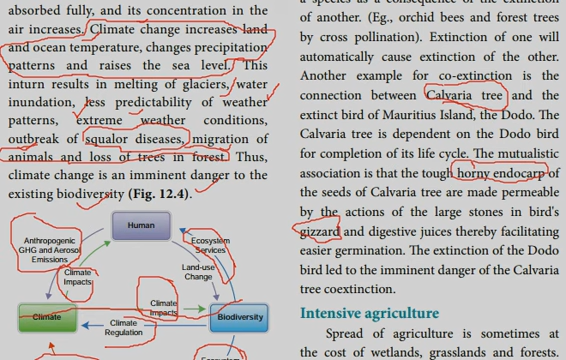 absorbed fully, and its concentration in the
air increases. Climate change increases land
and ocean temperature, changes precipitation
patterns and raises the sea level. This
inturn results in melting of glaciers, water
inundation, less predictability of weather
patterns, extreme weather conditions,
outbreak of squalor diseases, migration of
animals and loss of trees in forest. Thus,
climate change is an imminent danger to the
existing biodiversity (Fig. 12.4).
Human
Anthropogenic
GHG and Aerosol
Emissions
Ecosystem
Services
Climate
Impacts
Land-use
Change
Climate
Impacts
Climate
Biodiversity
Climate
Regulation
Ecosystem
a species as a consequence of the extinction
of another. (Eg., orchid bees and forest trees
by cross pollination). Extinction of one will
automatically cause extinction of the other.
Another example for co-extinction is the
connection between Calvaria tree and the
extinct bird of Mauritius Island, the Dodo. The
Calvaria tree is dependent on the Dodo bird
for completion of its life cycle. The mutualistic
association is that the tough horny endocarp of
the seeds of Calvaria tree are made permeable
by the actions of the large stones in bird's
gizzard and digestive juices thereby facilitating
easier germination. The extinction of the Dodo
bird led to the imminent danger of the Calvaria
tree coextinction.
Intensive agriculture
Spread of agriculture is sometimes at
the cost of wetlands, grasslands and forests.